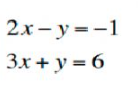 2x − y = −1
3x + y = 6